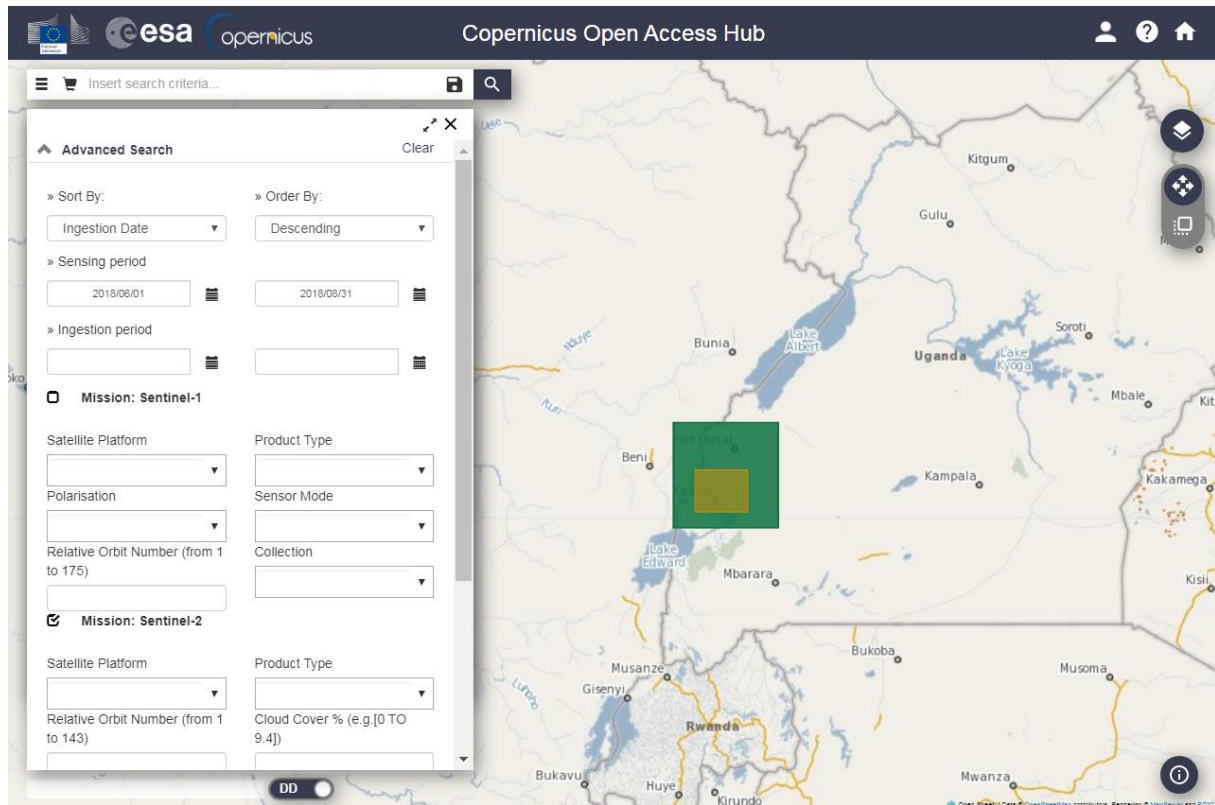 esa opernicus
Copernicus Open Access Hub
Insert search criteria...
Advanced Search
Clear
» Sort By:
» Order By:
Ingestion Date
Descending
» Sensing period
2018/06/01
2018/08/31
» Ingestion period
Mission: Sentinel-1
Satellite Platform
Product Type
Polarisation
Sensor Mode
Relative Orbit Number (from 1
to 175)
Collection
Mission: Sentinel-2
Satellite Platform
Product Type
Relative Orbit Number (from 1
to 143)
Cloud Cover % (e.g.[0 TO
9.4])
DD
Kitgum
Gulu
Nduye
Bunia
Lake
Albert
Soroti
Uganda
Lake
Kyoga
Mbale
Kit
Fort Portal
Beni
Kampala
Kakamega
Lake
Edward
Mbarara
Kisii
Bukoba
Musanze
Musoma
Gisenyi
Rwanda
Bukavu
Huye
Kirundo
Mwanza